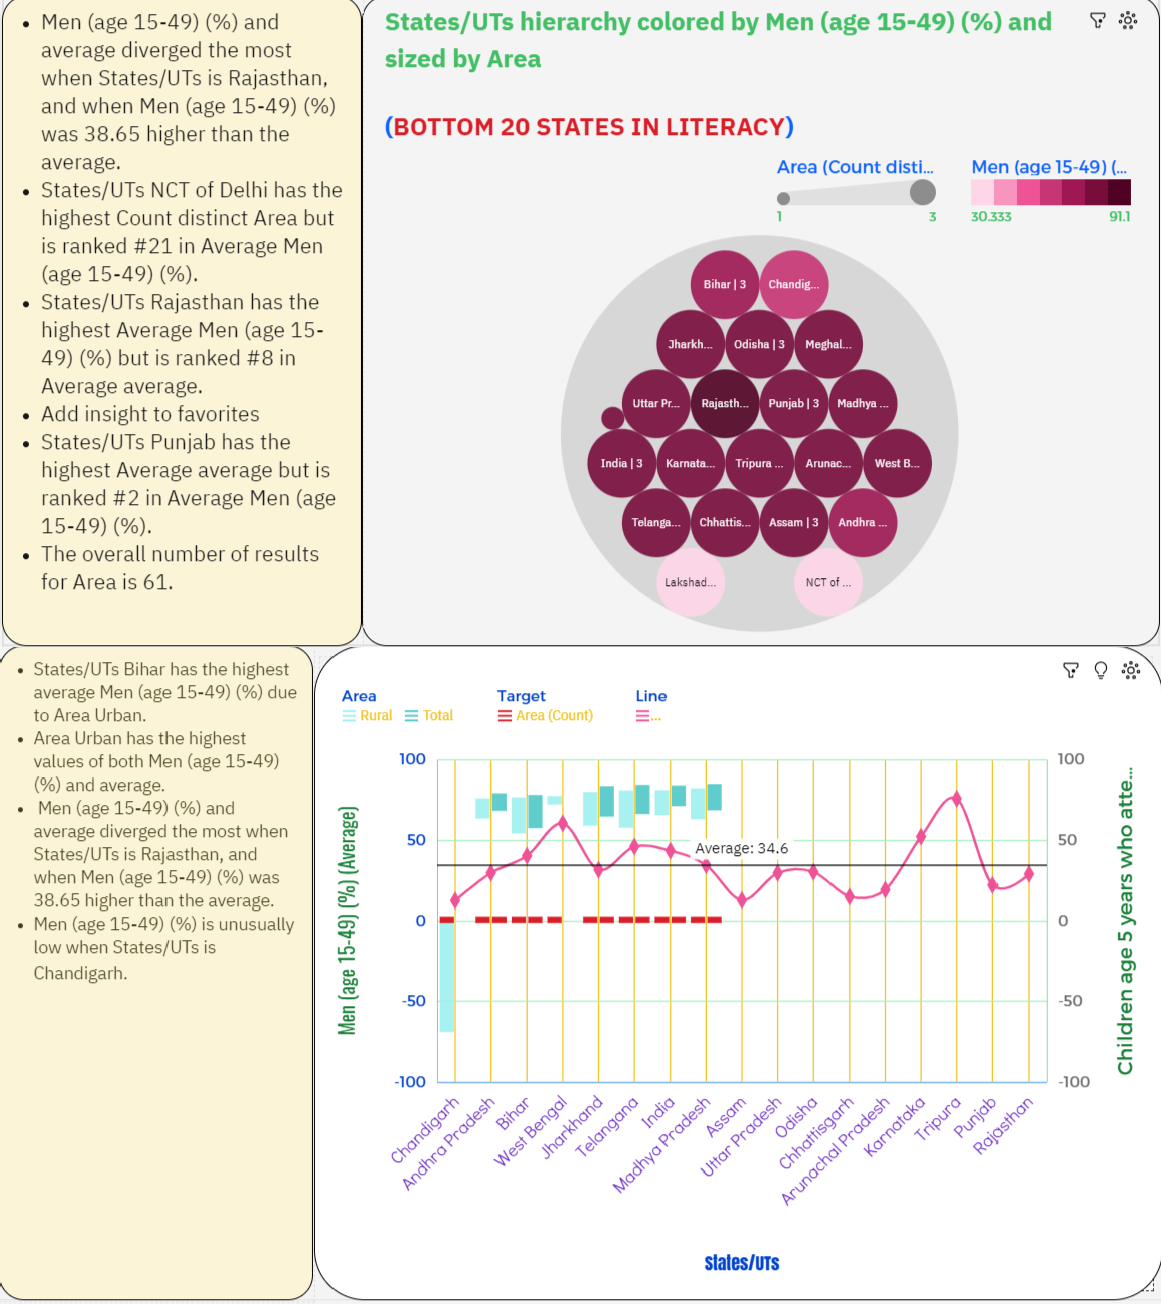 Men (age 15-49) (%) and
average diverged the most
when States/UTs is Rajasthan,
and when Men (age 15-49) (%)
was 38.65 higher than the
average.
States/UTs NCT of Delhi has the
highest Count distinct Area but
is ranked #21 in Average Men
(age 15-49) (%).
States/UTs Rajasthan has the
highest Average Men (age 15-
49) (%) but is ranked #8 in
Average average.
Add insight to favorites
States/UTs Punjab has the
highest Average average but is
ranked #2 in Average Men (age
15-49) (%).
The overall number of results
for Area is 61.
States/UTs hierarchy colored by Men (age 15-49) (%) and
sized by Area
(BOTTOM 20 STATES IN LITERACY)
Area (Count disti...
Men (age 15-49) (...
1 3
30.333 91.1
Bihar | 3 Chandig...
Jharkh... Odisha | 3 Meghal...
Uttar Pr... Rajasth... Punjab | 3 Madhya ...
India | 3 Karnata... Tripura ... Arunac... West B...
Telanga... Chhattis... Assam | 3 Andhra ...
Lakshad... NCT of ...
States/UTs Bihar has the highest
average Men (age 15-49) (%) due
to Area Urban.
Area Urban has the highest
values of both Men (age 15-49)
(%) and average.
Men (age 15-49) (%) and
average diverged the most when
States/UTs is Rajasthan, and
when Men (age 15-49) (%) was
38.65 higher than the average.
Men (age 15-49) (%) is unusually
low when States/UTs is
Chandigarh.
Area Target Line
Rural Total Area (Count) ...
Men (age 15-49) (%) (Average)
100
50
0
-50
-100
Average: 34.6
100
50
0
-50
-100
Children age 5 years who atte...
Chandigarh
Andhra Pradesh
Bihar
West Bengal
Jharkhand
Telangana
India
Madhya Pradesh
Assam
Uttar Pradesh
Odisha
Chhattisgarh
Arunachal Pradesh
Karnataka
Tripura
Punjab
Rajasthan
States/UTs